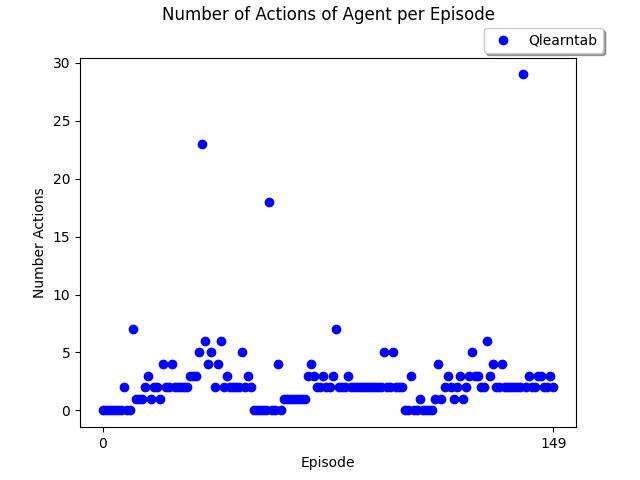 Number of Actions of Agent per Episode
Qlearntab
30
25
20
15
10
5
0
Number Actions
0 149
Episode